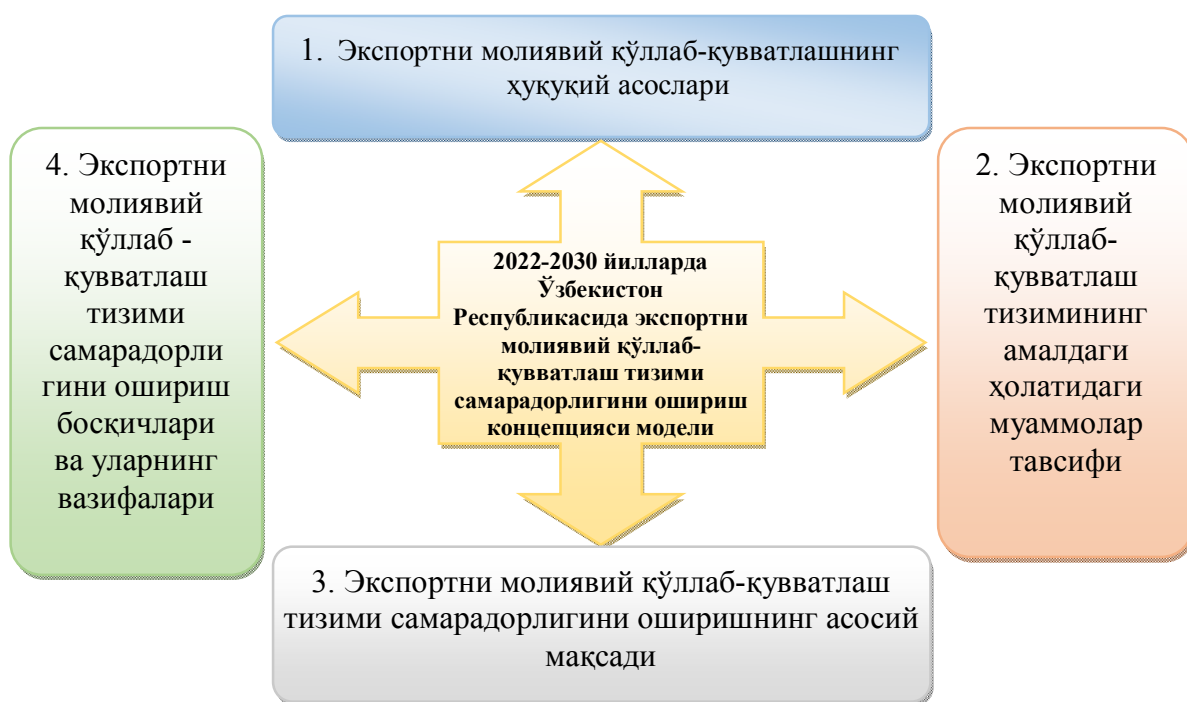 1. Экспортни молиявий қўллаб-қувватлашнинг
ҳуқуқий асослари
4. Экспортни
молиявий
қўллаб -
қувватлаш
тизими
самарадорли
гини ошириш
босқичлари
ва уларнинг
вазифалари
2022-2030 йилларда
Ўзбекистон
Республикасида экспортни
молиявий қўллаб-
қувватлаш тизими
самарадорлигини ошириш
концепцияси модели
2. Экспортни
молиявий
қўллаб-
қувватлаш
тизимининг
амалдаги
ҳолатидаги
муаммолар
тавсифи
3. Экспортни молиявий қўллаб-қувватлаш
тизими самарадорлигини оширишнинг асосий
мақсади